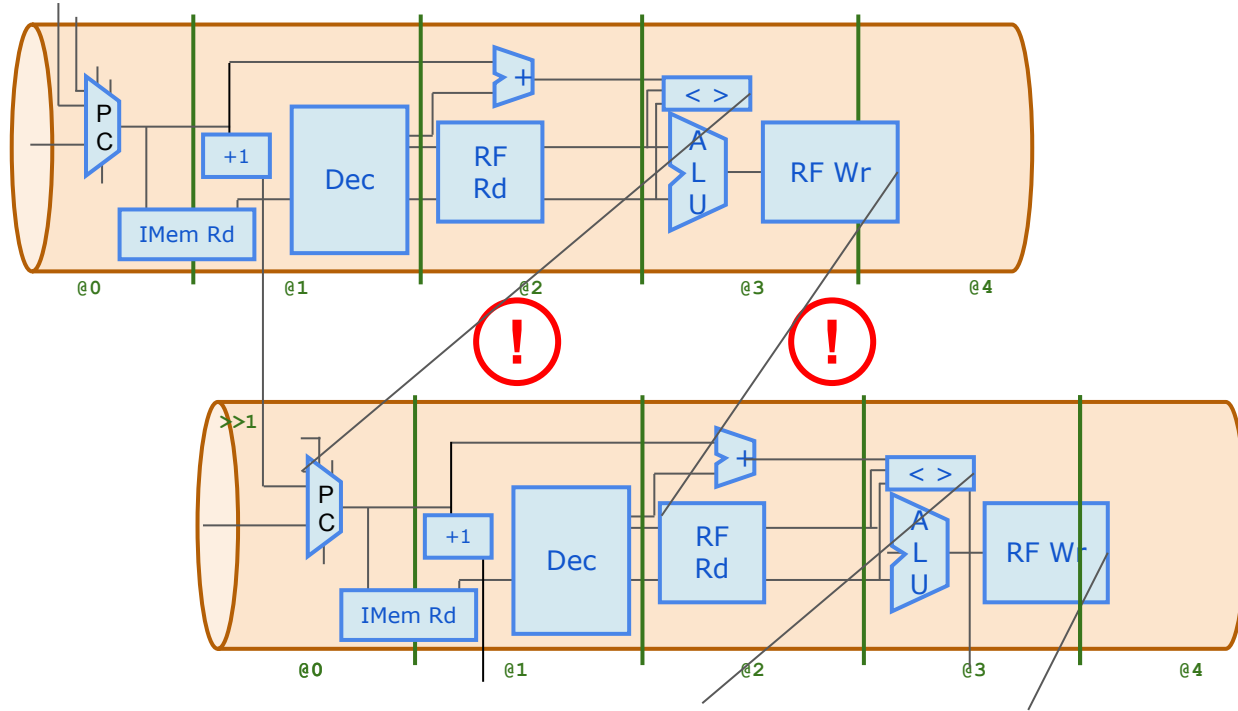 P
C
+1
IMem Rd
Dec
RF
Rd
+
< >
A
L
U
RF Wr
@0
@1
@2
@3
@4
!
!
>>1
P
C
+1
IMem Rd
Dec
RF
Rd
+
< >
A
L
U
RF Wr
@0
@1
@2
@3
@4